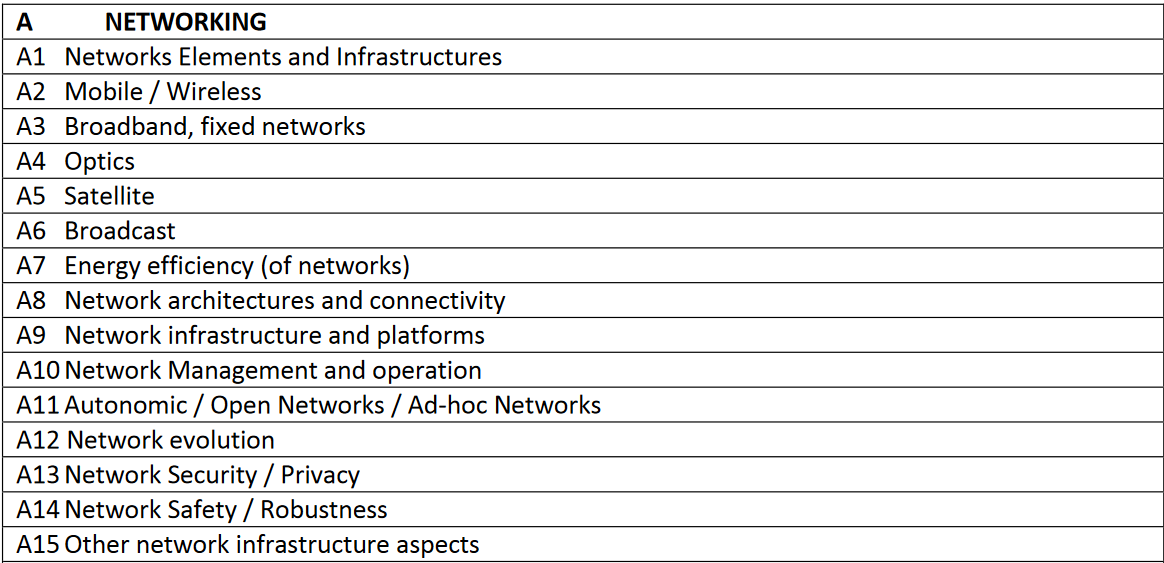 A NETWORKING
A1 Networks Elements and Infrastructures
A2 Mobile / Wireless
A3 Broadband, fixed networks
A4 Optics
A5 Satellite
A6 Broadcast
A7 Energy efficiency (of networks)
A8 Network architectures and connectivity
A9 Network infrastructure and platforms
A10 Network Management and operation
A11 Autonomic / Open Networks / Ad-hoc Networks
A12 Network evolution
A13 Network Security / Privacy
A14 Network Safety / Robustness
A15 Other network infrastructure aspects